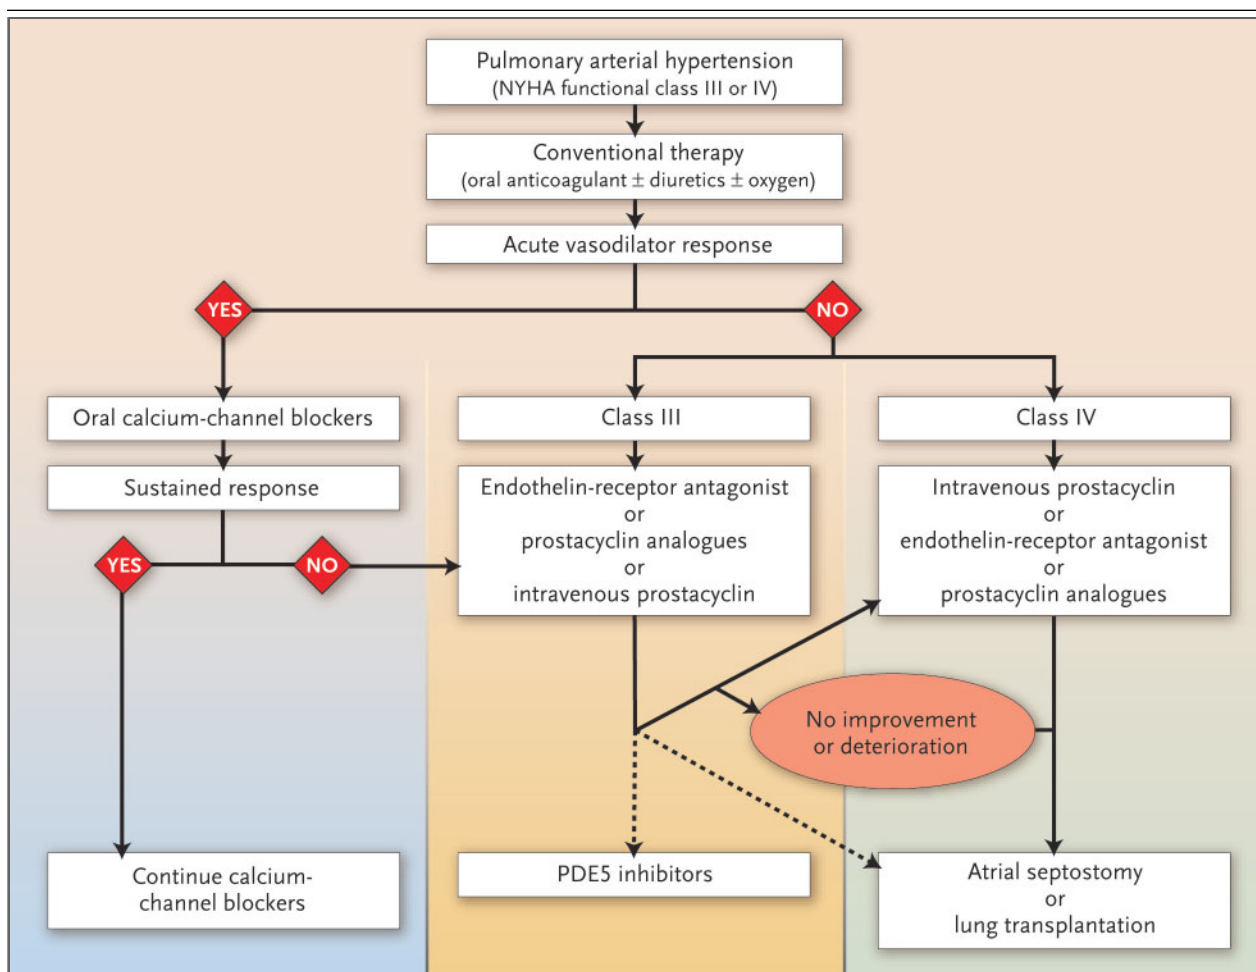 Pulmonary arterial hypertension
(NYHA functional class III or IV)
Conventional therapy
(oral anticoagulant ± diuretics ± oxygen)
Acute vasodilator response
YES
NO
Oral calcium-channel blockers
Sustained response
YES
NO
Continue calcium-
channel blockers
Class III
Endothelin-receptor antagonist
or
prostacyclin analogues
or
intravenous prostacyclin
PDE5 inhibitors
Class IV
Intravenous prostacyclin
or
endothelin-receptor antagonist
or
prostacyclin analogues
No improvement
or deterioration
Atrial septostomy
or
lung transplantation